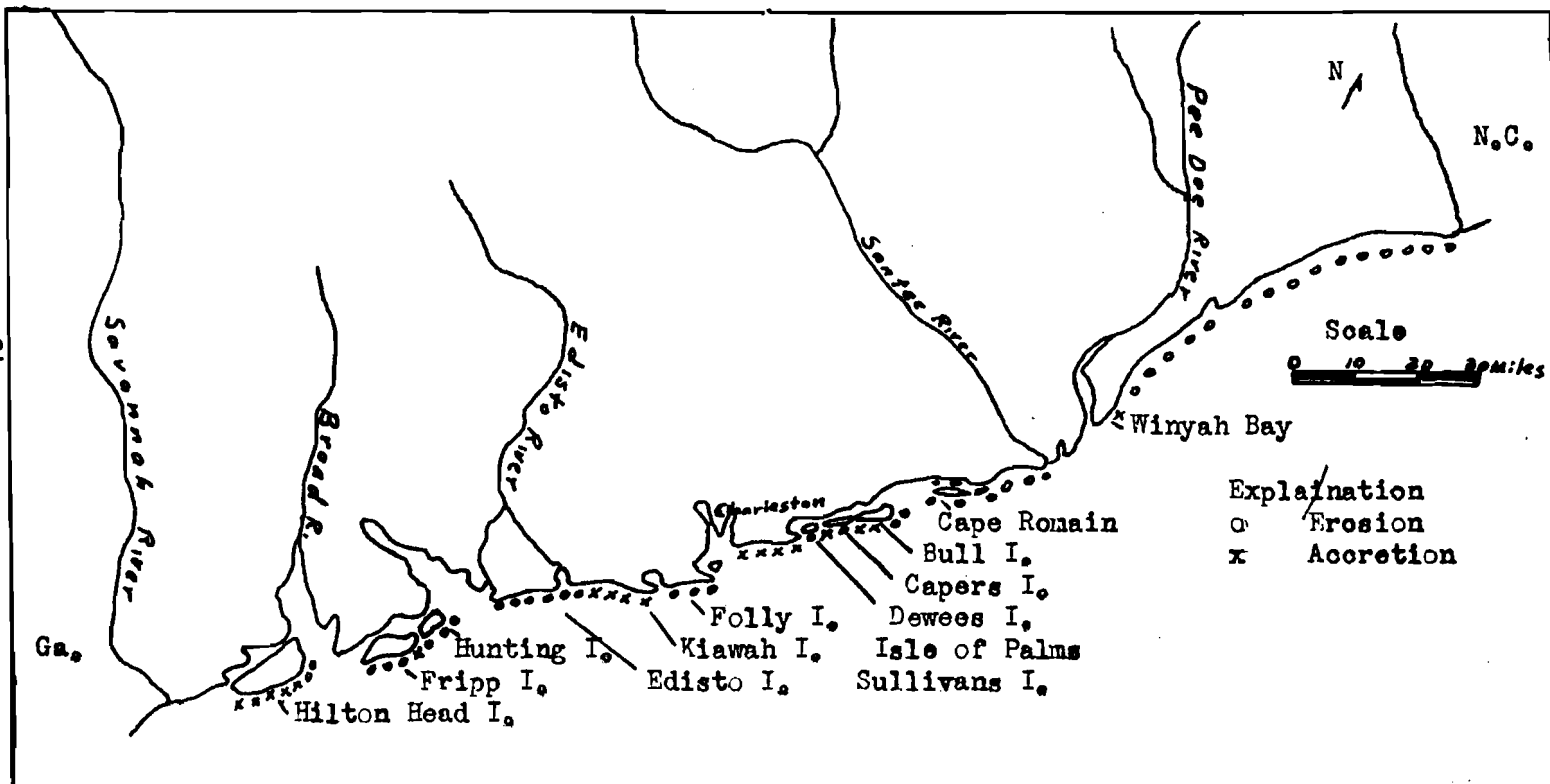 N
N.C.
Pee Dee River
Santee River
Savannah River
Broad R.
Edisto River
Scale
0 10 20 30 Miles
Winyah Bay
Charleston
Explaination
o Erosion
x Accretion
Cape Romain
Bull I.
Capers I.
Dewees I.
Isle of Palms
Sullivans I.
Folly I.
Kiawah I.
Edisto I.
Hunting I.
Fripp I.
Hilton Head I.
Ga.